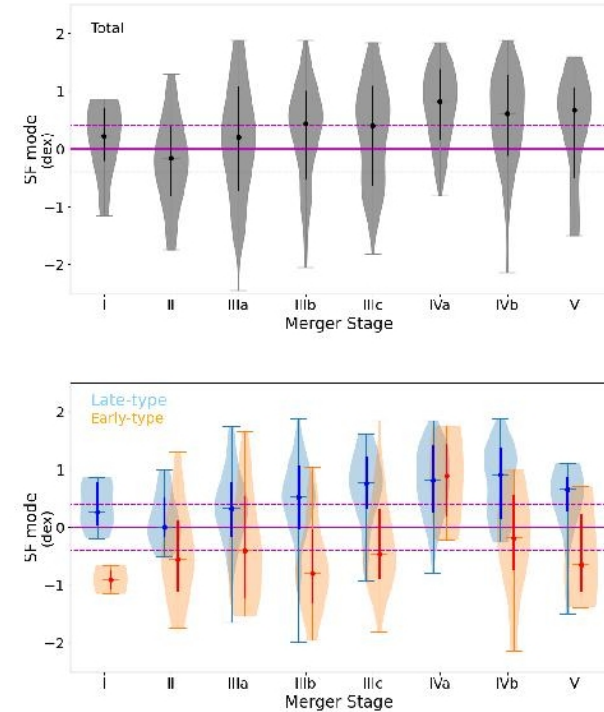 Total
2
1
0
−1
−2
SF mode
(dex)
I
II
IIIa
IIIb
IIIc
IVa
IVb
V
Merger Stage
Late-type
Early-type
2
1
0
−1
−2
SF mode
(dex)
I
II
IIIa
IIIb
IIIc
IVa
IVb
V
Merger Stage